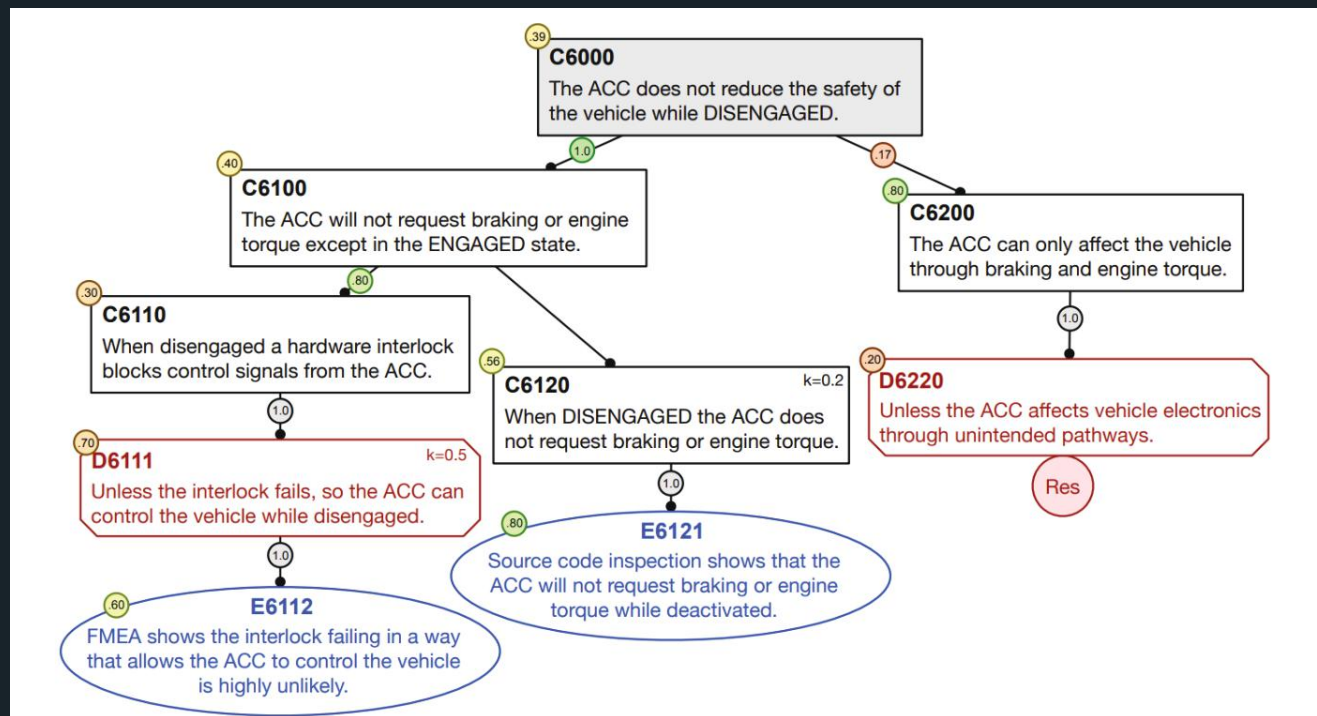 .39
C6000
The ACC does not reduce the safety of
the vehicle while DISENGAGED.
1.0
.17
.40
C6100
The ACC will not request braking or engine
torque except in the ENGAGED state.
.80
C6200
The ACC can only affect the vehicle
through braking and engine torque.
.80
.30
C6110
When disengaged a hardware interlock
blocks control signals from the ACC.
1.0
.56
C6120
k=0.2
When DISENGAGED the ACC does
not request braking or engine torque.
1.0
.20
D6220
Unless the ACC affects vehicle electronics
through unintended pathways.
Res
1.0
.70
D6111
k=0.5
Unless the interlock fails, so the ACC can
control the vehicle while disengaged.
1.0
.80
E6121
Source code inspection shows that the
ACC will not request braking or engine
torque while deactivated.
1.0
.60
E6112
FMEA shows the interlock failing in a way
that allows the ACC to control the vehicle
is highly unlikely.